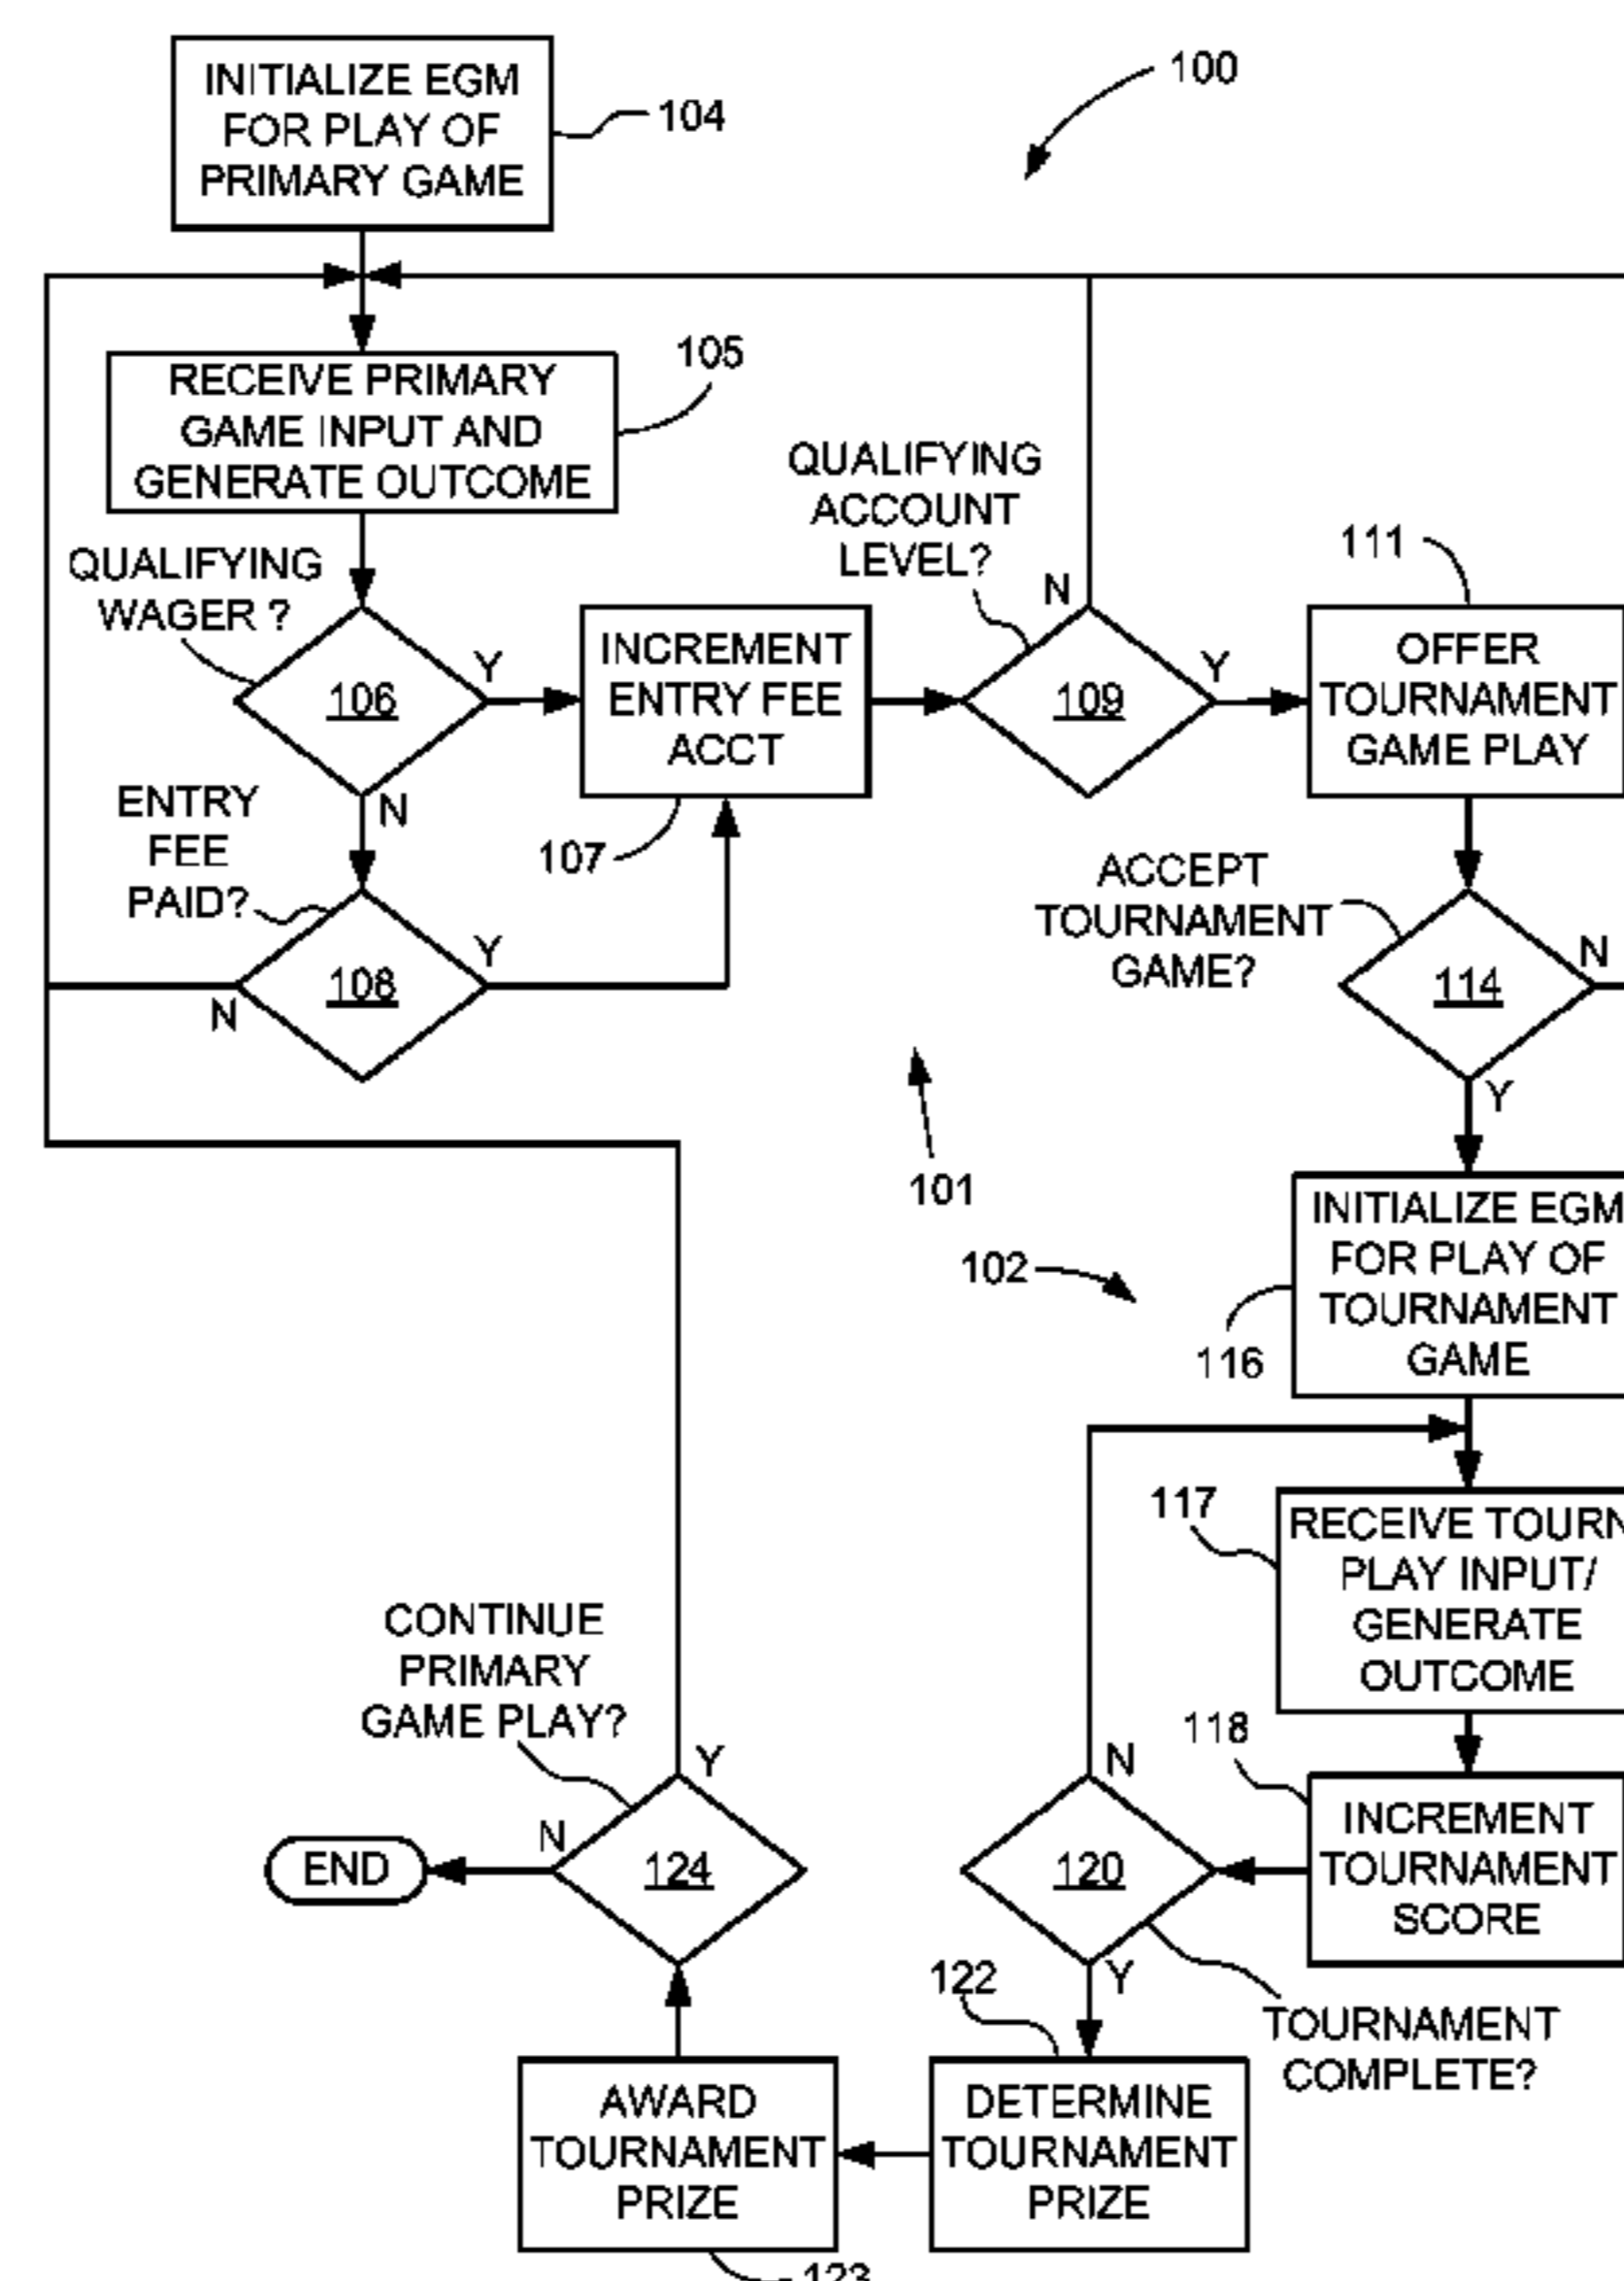 INITIALIZE EGM
FOR PLAY OF
PRIMARY GAME
104
100
RECEIVE PRIMARY
GAME INPUT AND
GENERATE OUTCOME
105
QUALIFYING
WAGER ?
106
Y
N
INCREMENT
ENTRY FEE
ACCT
107
QUALIFYING
ACCOUNT
LEVEL?
N
109
Y
111
OFFER
TOURNAMENT
GAME PLAY
ENTRY
FEE
PAID?
108
Y
N
ACCEPT
TOURNAMENT
GAME?
114
N
Y
101
102
INITIALIZE EGM
FOR PLAY OF
TOURNAMENT
GAME
116
117
RECEIVE TOURN
PLAY INPUT/
GENERATE
OUTCOME
118
INCREMENT
TOURNAMENT
SCORE
CONTINUE
PRIMARY
GAME PLAY?
Y
N
124
END
N
120
Y
TOURNAMENT
COMPLETE?
122
DETERMINE
TOURNAMENT
PRIZE
AWARD
TOURNAMENT
PRIZE
123